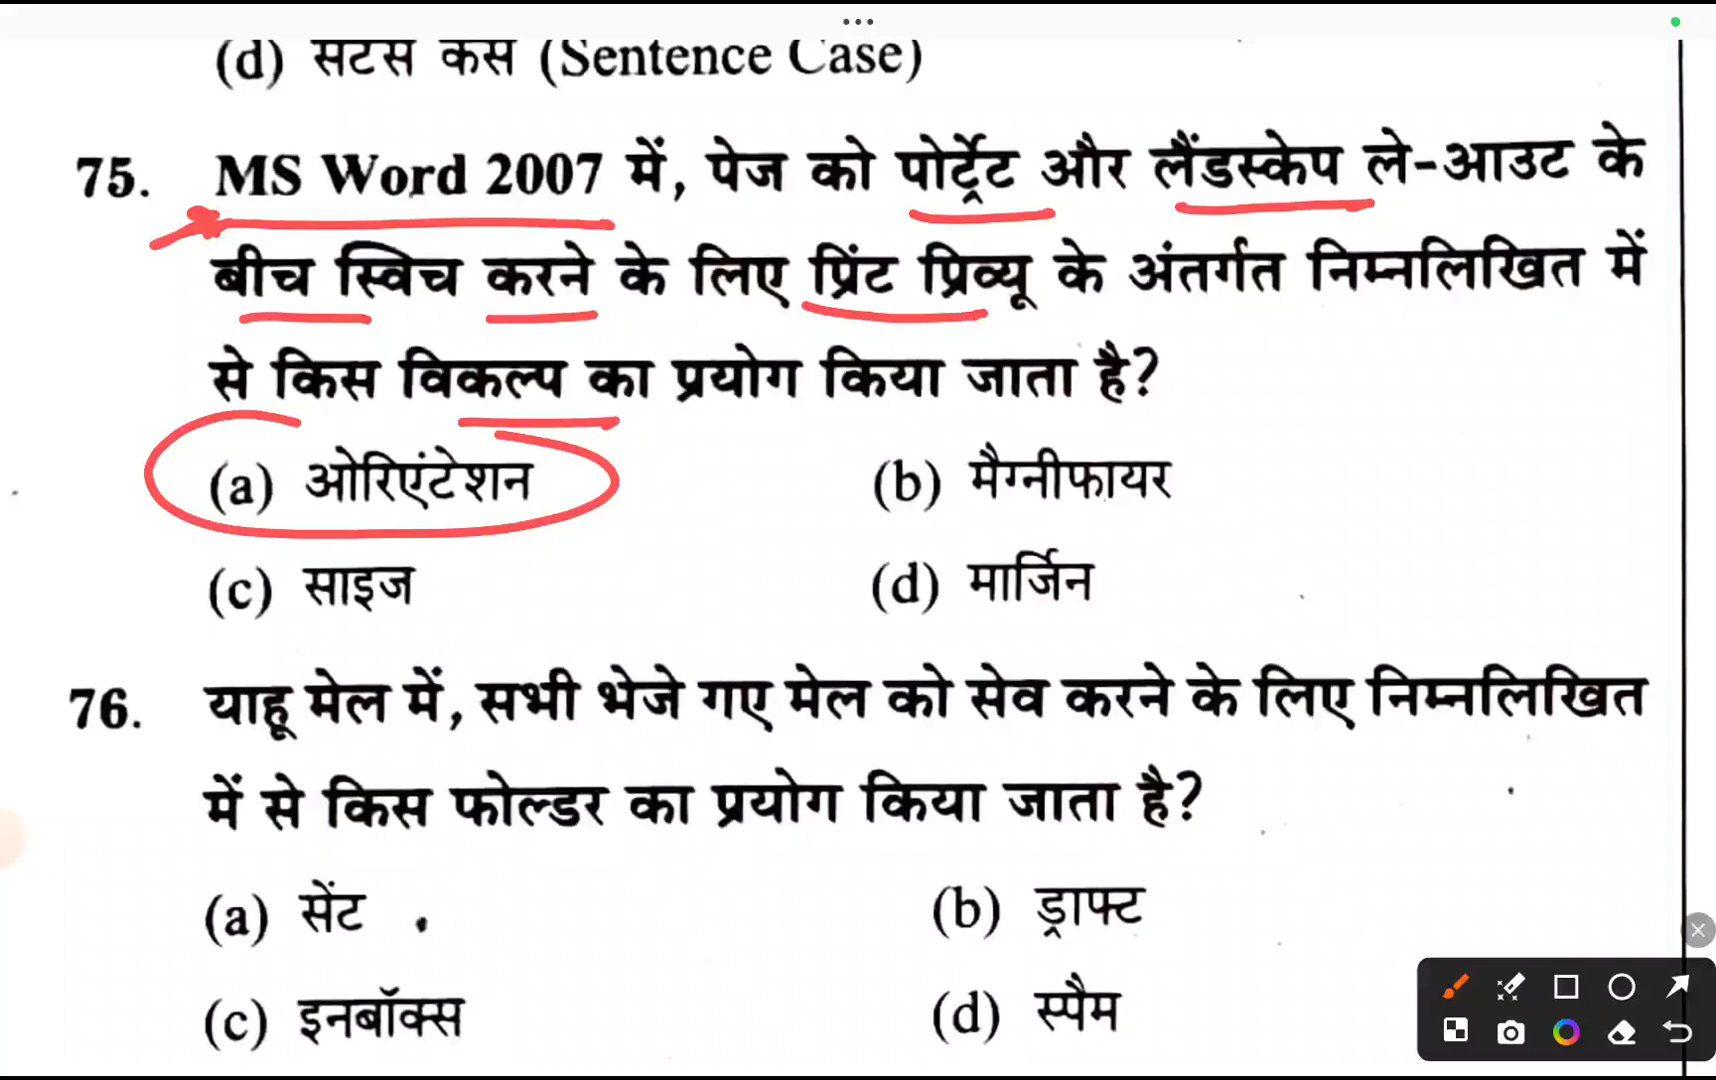 (d) सेंटेंस केस (Sentence Case)
75. MS Word 2007 में, पेज को पोर्ट्रेट और लैंडस्केप ले-आउट के
बीच स्विच करने के लिए प्रिंट प्रिव्यू के अंतर्गत निम्नलिखित में
से किस विकल्प का प्रयोग किया जाता है?
(a) ओरिएंटेशन (b) मैग्नीफायर
(c) साइज (d) मार्जिन
76. याहू मेल में, सभी भेजे गए मेल को सेव करने के लिए निम्नलिखित
में से किस फोल्डर का प्रयोग किया जाता है?
(a) सेंट (b) ड्राफ्ट
(c) इनबॉक्स (d) स्पैम